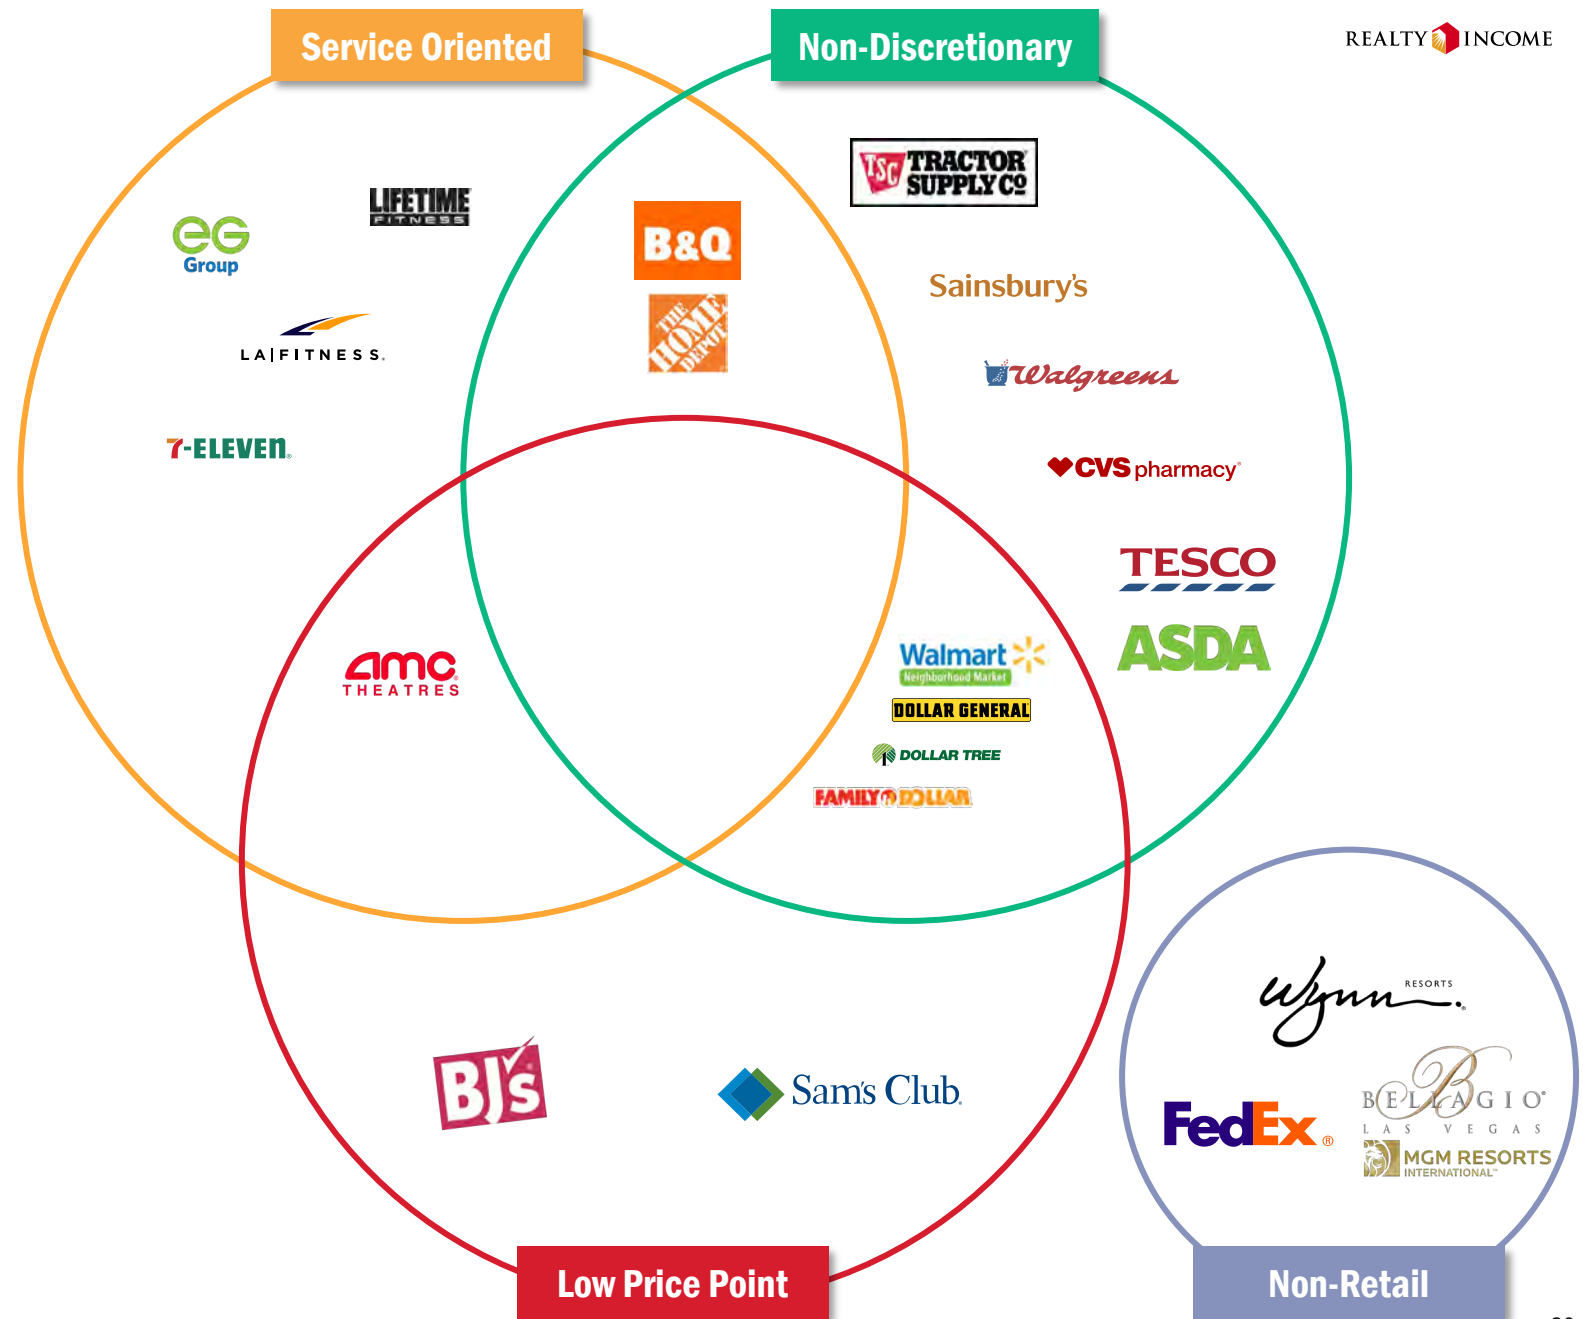 Service Oriented
Non-Discretionary
REALTY INCOME
TSC TRACTOR
SUPPLY CO
LIFETIME
FITNESS
eG
Group
B&Q
THE
HOME
DEPOT
Sainsbury's
LA|FITNESS.
Walgreens
7-ELEVEn®
CVS pharmacy®
TESCO
ASDA
amc
THEATRES
Walmart
Neighborhood Market
DOLLAR GENERAL
DOLLAR TREE
FAMILY DOLLAR
Wynn RESORTS
BJ's
Sam's Club
FedEx®
B
BELLAGIO®
LAS VEGAS
MGM RESORTS
INTERNATIONAL™
Low Price Point
Non-Retail